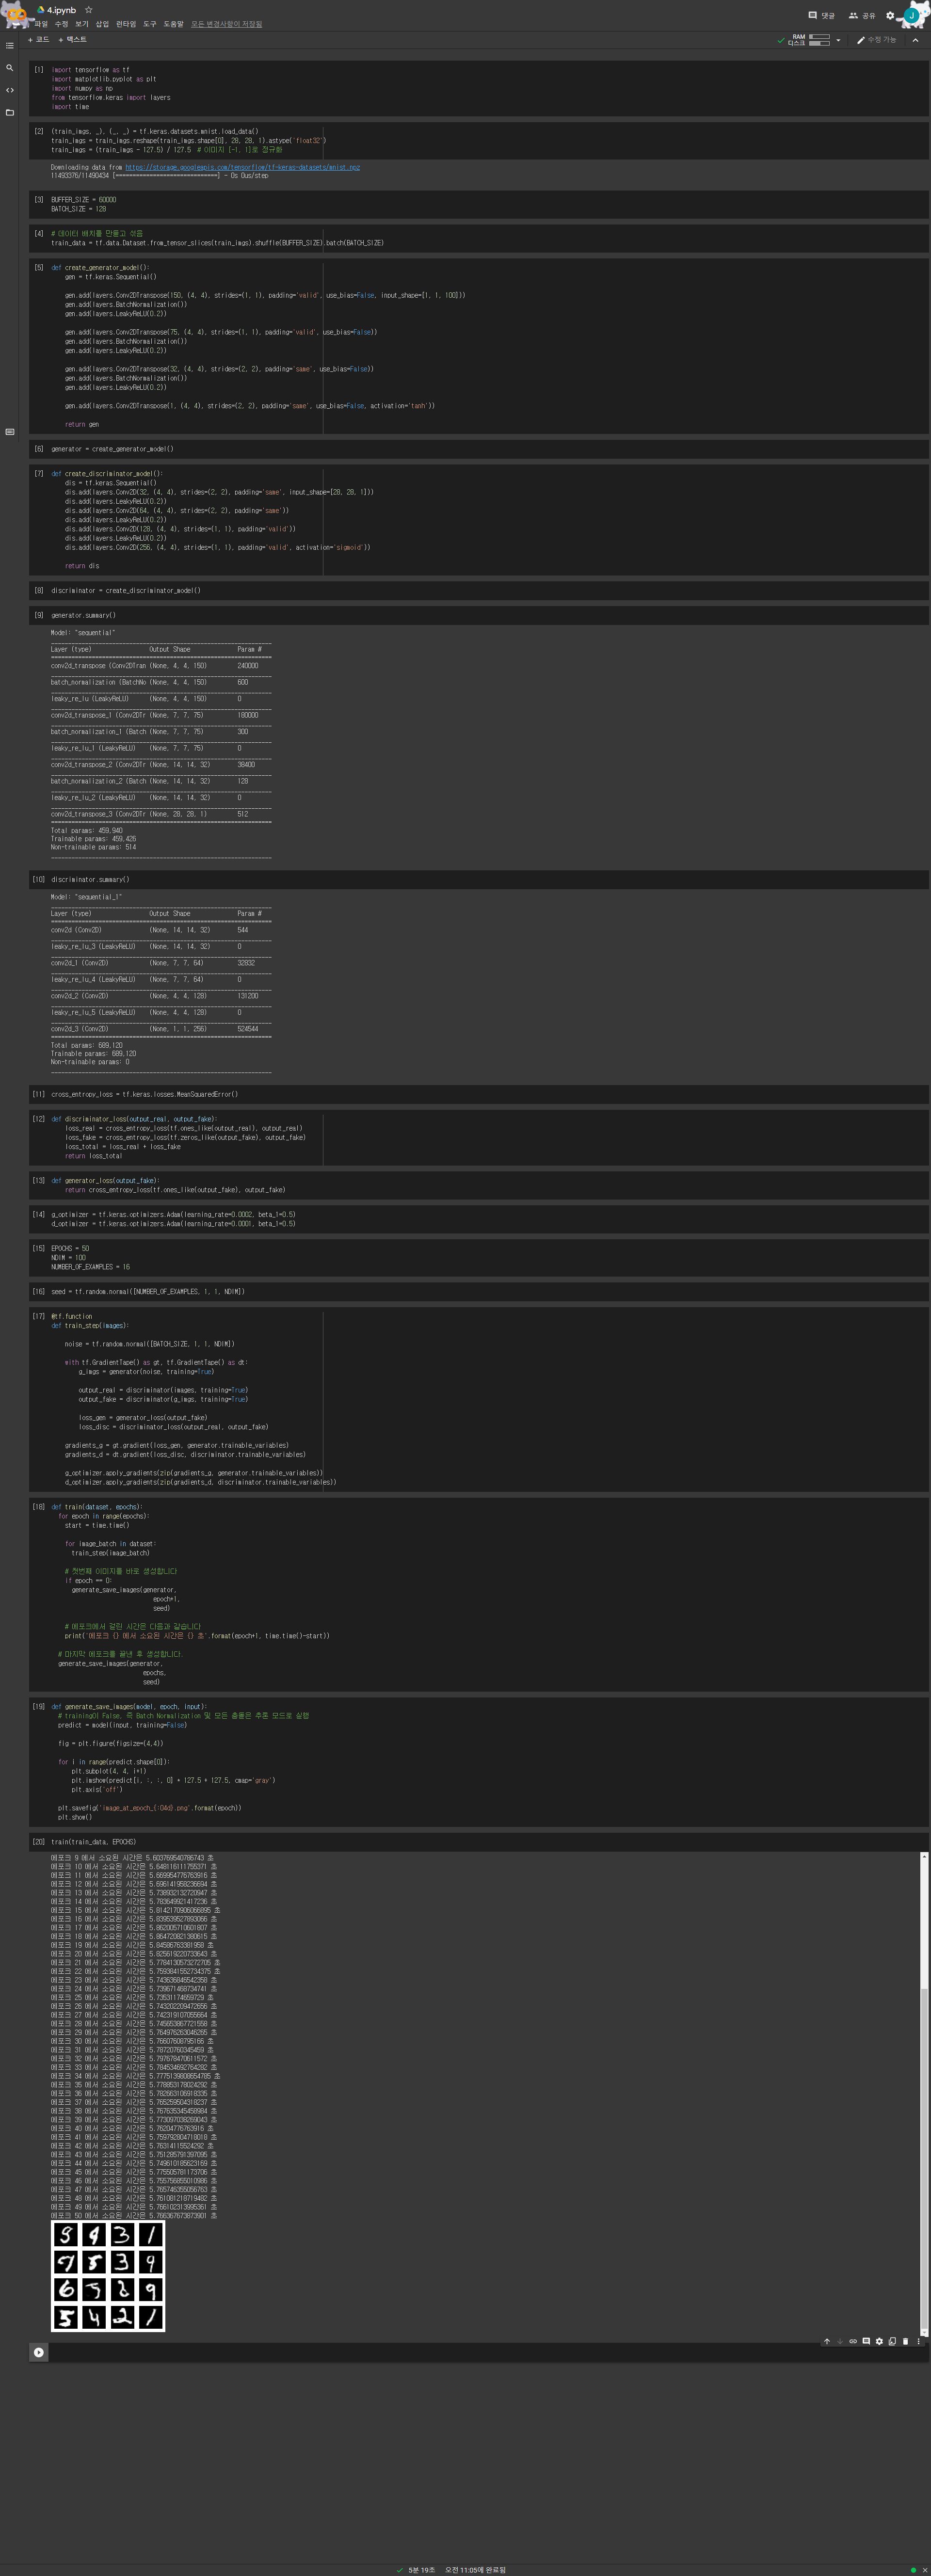 4.ipynb
파일 수정 보기 삽입 런타임 도구 도움말 모든 변경사항이 저장됨
댓글 공유 J
+ 코드 + 텍스트
RAM
디스크
수정 가능
[1] import tensorflow as tf
import matplotlib.pyplot as plt
import numpy as np
from tensorflow.keras import layers
import time
[2] (train_imgs, _), (_, _) = tf.keras.datasets.mnist.load_data()
train_imgs = train_imgs.reshape(train_imgs.shape[0], 28, 28, 1).astype('float32')
train_imgs = (train_imgs - 127.5) / 127.5 # 이미지 [-1, 1]로 정규화
Downloading data from https://storage.googleapis.com/tensorflow/tf-keras-datasets/mnist.npz
11493376/11490434 [==============================] - 0s 0us/step
[3] BUFFER_SIZE = 60000
BATCH_SIZE = 128
[4] # 데이터 배치를 만들고 섞음
train_data = tf.data.Dataset.from_tensor_slices(train_imgs).shuffle(BUFFER_SIZE).batch(BATCH_SIZE)
[5] def create_generator_model():
gen = tf.keras.Sequential()
gen.add(layers.Conv2DTranspose(150, (4, 4), strides=(1, 1), padding='valid', use_bias=False, input_shape=[1, 1, 100]))
gen.add(layers.BatchNormalization())
gen.add(layers.LeakyReLU(0.2))
gen.add(layers.Conv2DTranspose(75, (4, 4), strides=(1, 1), padding='valid', use_bias=False))
gen.add(layers.BatchNormalization())
gen.add(layers.LeakyReLU(0.2))
gen.add(layers.Conv2DTranspose(32, (4, 4), strides=(2, 2), padding='same', use_bias=False))
gen.add(layers.BatchNormalization())
gen.add(layers.LeakyReLU(0.2))
gen.add(layers.Conv2DTranspose(1, (4, 4), strides=(2, 2), padding='same', use_bias=False, activation='tanh'))
return gen
[6] generator = create_generator_model()
[7] def create_discriminator_model():
dis = tf.keras.Sequential()
dis.add(layers.Conv2D(32, (4, 4), strides=(2, 2), padding='same', input_shape=[28, 28, 1]))
dis.add(layers.LeakyReLU(0.2))
dis.add(layers.Conv2D(64, (4, 4), strides=(2, 2), padding='same'))
dis.add(layers.LeakyReLU(0.2))
dis.add(layers.Conv2D(128, (4, 4), strides=(1, 1), padding='valid'))
dis.add(layers.LeakyReLU(0.2))
dis.add(layers.Conv2D(256, (4, 4), strides=(1, 1), padding='valid', activation='sigmoid'))
return dis
[8] discriminator = create_discriminator_model()
[9] generator.summary()
Model: "sequential"
Layer (type) Output Shape Param #
conv2d_transpose (Conv2DTran (None, 4, 4, 150) 240000
batch_normalization (BatchNo (None, 4, 4, 150) 600
leaky_re_lu (LeakyReLU) (None, 4, 4, 150) 0
conv2d_transpose_1 (Conv2DTr (None, 7, 7, 75) 180000
batch_normalization_1 (Batch (None, 7, 7, 75) 300
leaky_re_lu_1 (LeakyReLU) (None, 7, 7, 75) 0
conv2d_transpose_2 (Conv2DTr (None, 14, 14, 32) 38400
batch_normalization_2 (Batch (None, 14, 14, 32) 128
leaky_re_lu_2 (LeakyReLU) (None, 14, 14, 32) 0
conv2d_transpose_3 (Conv2DTr (None, 28, 28, 1) 512
Total params: 459,940
Trainable params: 459,426
Non-trainable params: 514
[10] discriminator.summary()
Model: "sequential_1"
Layer (type) Output Shape Param #
conv2d (Conv2D) (None, 14, 14, 32) 544
leaky_re_lu_3 (LeakyReLU) (None, 14, 14, 32) 0
conv2d_1 (Conv2D) (None, 7, 7, 64) 32832
leaky_re_lu_4 (LeakyReLU) (None, 7, 7, 64) 0
conv2d_2 (Conv2D) (None, 4, 4, 128) 131200
leaky_re_lu_5 (LeakyReLU) (None, 4, 4, 128) 0
conv2d_3 (Conv2D) (None, 1, 1, 256) 524544
Total params: 689,120
Trainable params: 689,120
Non-trainable params: 0
[11] cross_entropy_loss = tf.keras.losses.MeanSquaredError()
[12] def discriminator_loss(output_real, output_fake):
loss_real = cross_entropy_loss(tf.ones_like(output_real), output_real)
loss_fake = cross_entropy_loss(tf.zeros_like(output_fake), output_fake)
loss_total = loss_real + loss_fake
return loss_total
[13] def generator_loss(output_fake):
return cross_entropy_loss(tf.ones_like(output_fake), output_fake)
[14] g_optimizer = tf.keras.optimizers.Adam(learning_rate=0.0002, beta_1=0.5)
d_optimizer = tf.keras.optimizers.Adam(learning_rate=0.0001, beta_1=0.5)
[15] EPOCHS = 50
NDIM = 100
NUMBER_OF_EXAMPLES = 16
[16] seed = tf.random.normal([NUMBER_OF_EXAMPLES, 1, 1, NDIM])
[17] @tf.function
def train_step(images):
noise = tf.random.normal([BATCH_SIZE, 1, 1, NDIM])
with tf.GradientTape() as gt, tf.GradientTape() as dt:
g_imgs = generator(noise, training=True)
output_real = discriminator(images, training=True)
output_fake = discriminator(g_imgs, training=True)
loss_gen = generator_loss(output_fake)
loss_disc = discriminator_loss(output_real, output_fake)
gradients_g = gt.gradient(loss_gen, generator.trainable_variables)
gradients_d = dt.gradient(loss_disc, discriminator.trainable_variables)
g_optimizer.apply_gradients(zip(gradients_g, generator.trainable_variables))
d_optimizer.apply_gradients(zip(gradients_d, discriminator.trainable_variables))
[18] def train(dataset, epochs):
for epoch in range(epochs):
start = time.time()
for image_batch in dataset:
train_step(image_batch)
# 첫번째 이미지를 바로 생성합니다
if epoch == 0:
generate_save_images(generator,
epoch+1,
seed)
# 에포크에서 걸린 시간은 다음과 같습니다
print('에포크 {} 에서 소요된 시간은 {} 초'.format(epoch+1, time.time()-start))
# 마지막 에포크를 끝낸 후 생성합니다.
generate_save_images(generator,
epochs,
seed)
[19] def generate_save_images(model, epoch, input):
# training이 False, 즉 Batch Normalization 및 모든 출물은 추론 모드로 실행
predict = model(input, training=False)
fig = plt.figure(figsize=(4,4))
for i in range(predict.shape[0]):
plt.subplot(4, 4, i+1)
plt.imshow(predict[i, :, :, 0] * 127.5 + 127.5, cmap='gray')
plt.axis('off')
plt.savefig('image_at_epoch_{:04d}.png'.format(epoch))
plt.show()
[20] train(train_data, EPOCHS)
에포크 9 에서 소요된 시간은 5.603769540786743 초
에포크 10 에서 소요된 시간은 5.648116111755371 초
에포크 11 에서 소요된 시간은 5.669954776763916 초
에포크 12 에서 소요된 시간은 5.696141958236694 초
에포크 13 에서 소요된 시간은 5.738932132720947 초
에포크 14 에서 소요된 시간은 5.783649921417236 초
에포크 15 에서 소요된 시간은 5.8142170906066895 초
에포크 16 에서 소요된 시간은 5.839539527893066 초
에포크 17 에서 소요된 시간은 5.862005710601807 초
에포크 18 에서 소요된 시간은 5.864720821380615 초
에포크 19 에서 소요된 시간은 5.84586763381958 초
에포크 20 에서 소요된 시간은 5.825619220733643 초
에포크 21 에서 소요된 시간은 5.7784130573272705 초
에포크 22 에서 소요된 시간은 5.7593841552734375 초
에포크 23 에서 소요된 시간은 5.743636846542358 초
에포크 24 에서 소요된 시간은 5.739671468734741 초
에포크 25 에서 소요된 시간은 5.73531174659729 초
에포크 26 에서 소요된 시간은 5.743202209472656 초
에포크 27 에서 소요된 시간은 5.742319107055664 초
에포크 28 에서 소요된 시간은 5.745653867721558 초
에포크 29 에서 소요된 시간은 5.764976263046265 초
에포크 30 에서 소요된 시간은 5.76607608795166 초
에포크 31 에서 소요된 시간은 5.78720760345459 초
에포크 32 에서 소요된 시간은 5.797678470611572 초
에포크 33 에서 소요된 시간은 5.784534692764282 초
에포크 34 에서 소요된 시간은 5.7775139808654785 초
에포크 35 에서 소요된 시간은 5.778853178024292 초
에포크 36 에서 소요된 시간은 5.782663106918335 초
에포크 37 에서 소요된 시간은 5.765259504318237 초
에포크 38 에서 소요된 시간은 5.767635345458984 초
에포크 39 에서 소요된 시간은 5.773097038269043 초
에포크 40 에서 소요된 시간은 5.76204776763916 초
에포크 41 에서 소요된 시간은 5.759792804718018 초
에포크 42 에서 소요된 시간은 5.76314115524292 초
에포크 43 에서 소요된 시간은 5.751285791397095 초
에포크 44 에서 소요된 시간은 5.749610185623169 초
에포크 45 에서 소요된 시간은 5.775505781173706 초
에포크 46 에서 소요된 시간은 5.755756855010986 초
에포크 47 에서 소요된 시간은 5.765746355056763 초
에포크 48 에서 소요된 시간은 5.761081218719482 초
에포크 49 에서 소요된 시간은 5.766102313995361 초
에포크 50 에서 소요된 시간은 5.766367673873901 초
8 9 3 1
7 8 3 9
6 5 2 9
5 4 2 1
5분 19초 오전 11:05에 완료됨